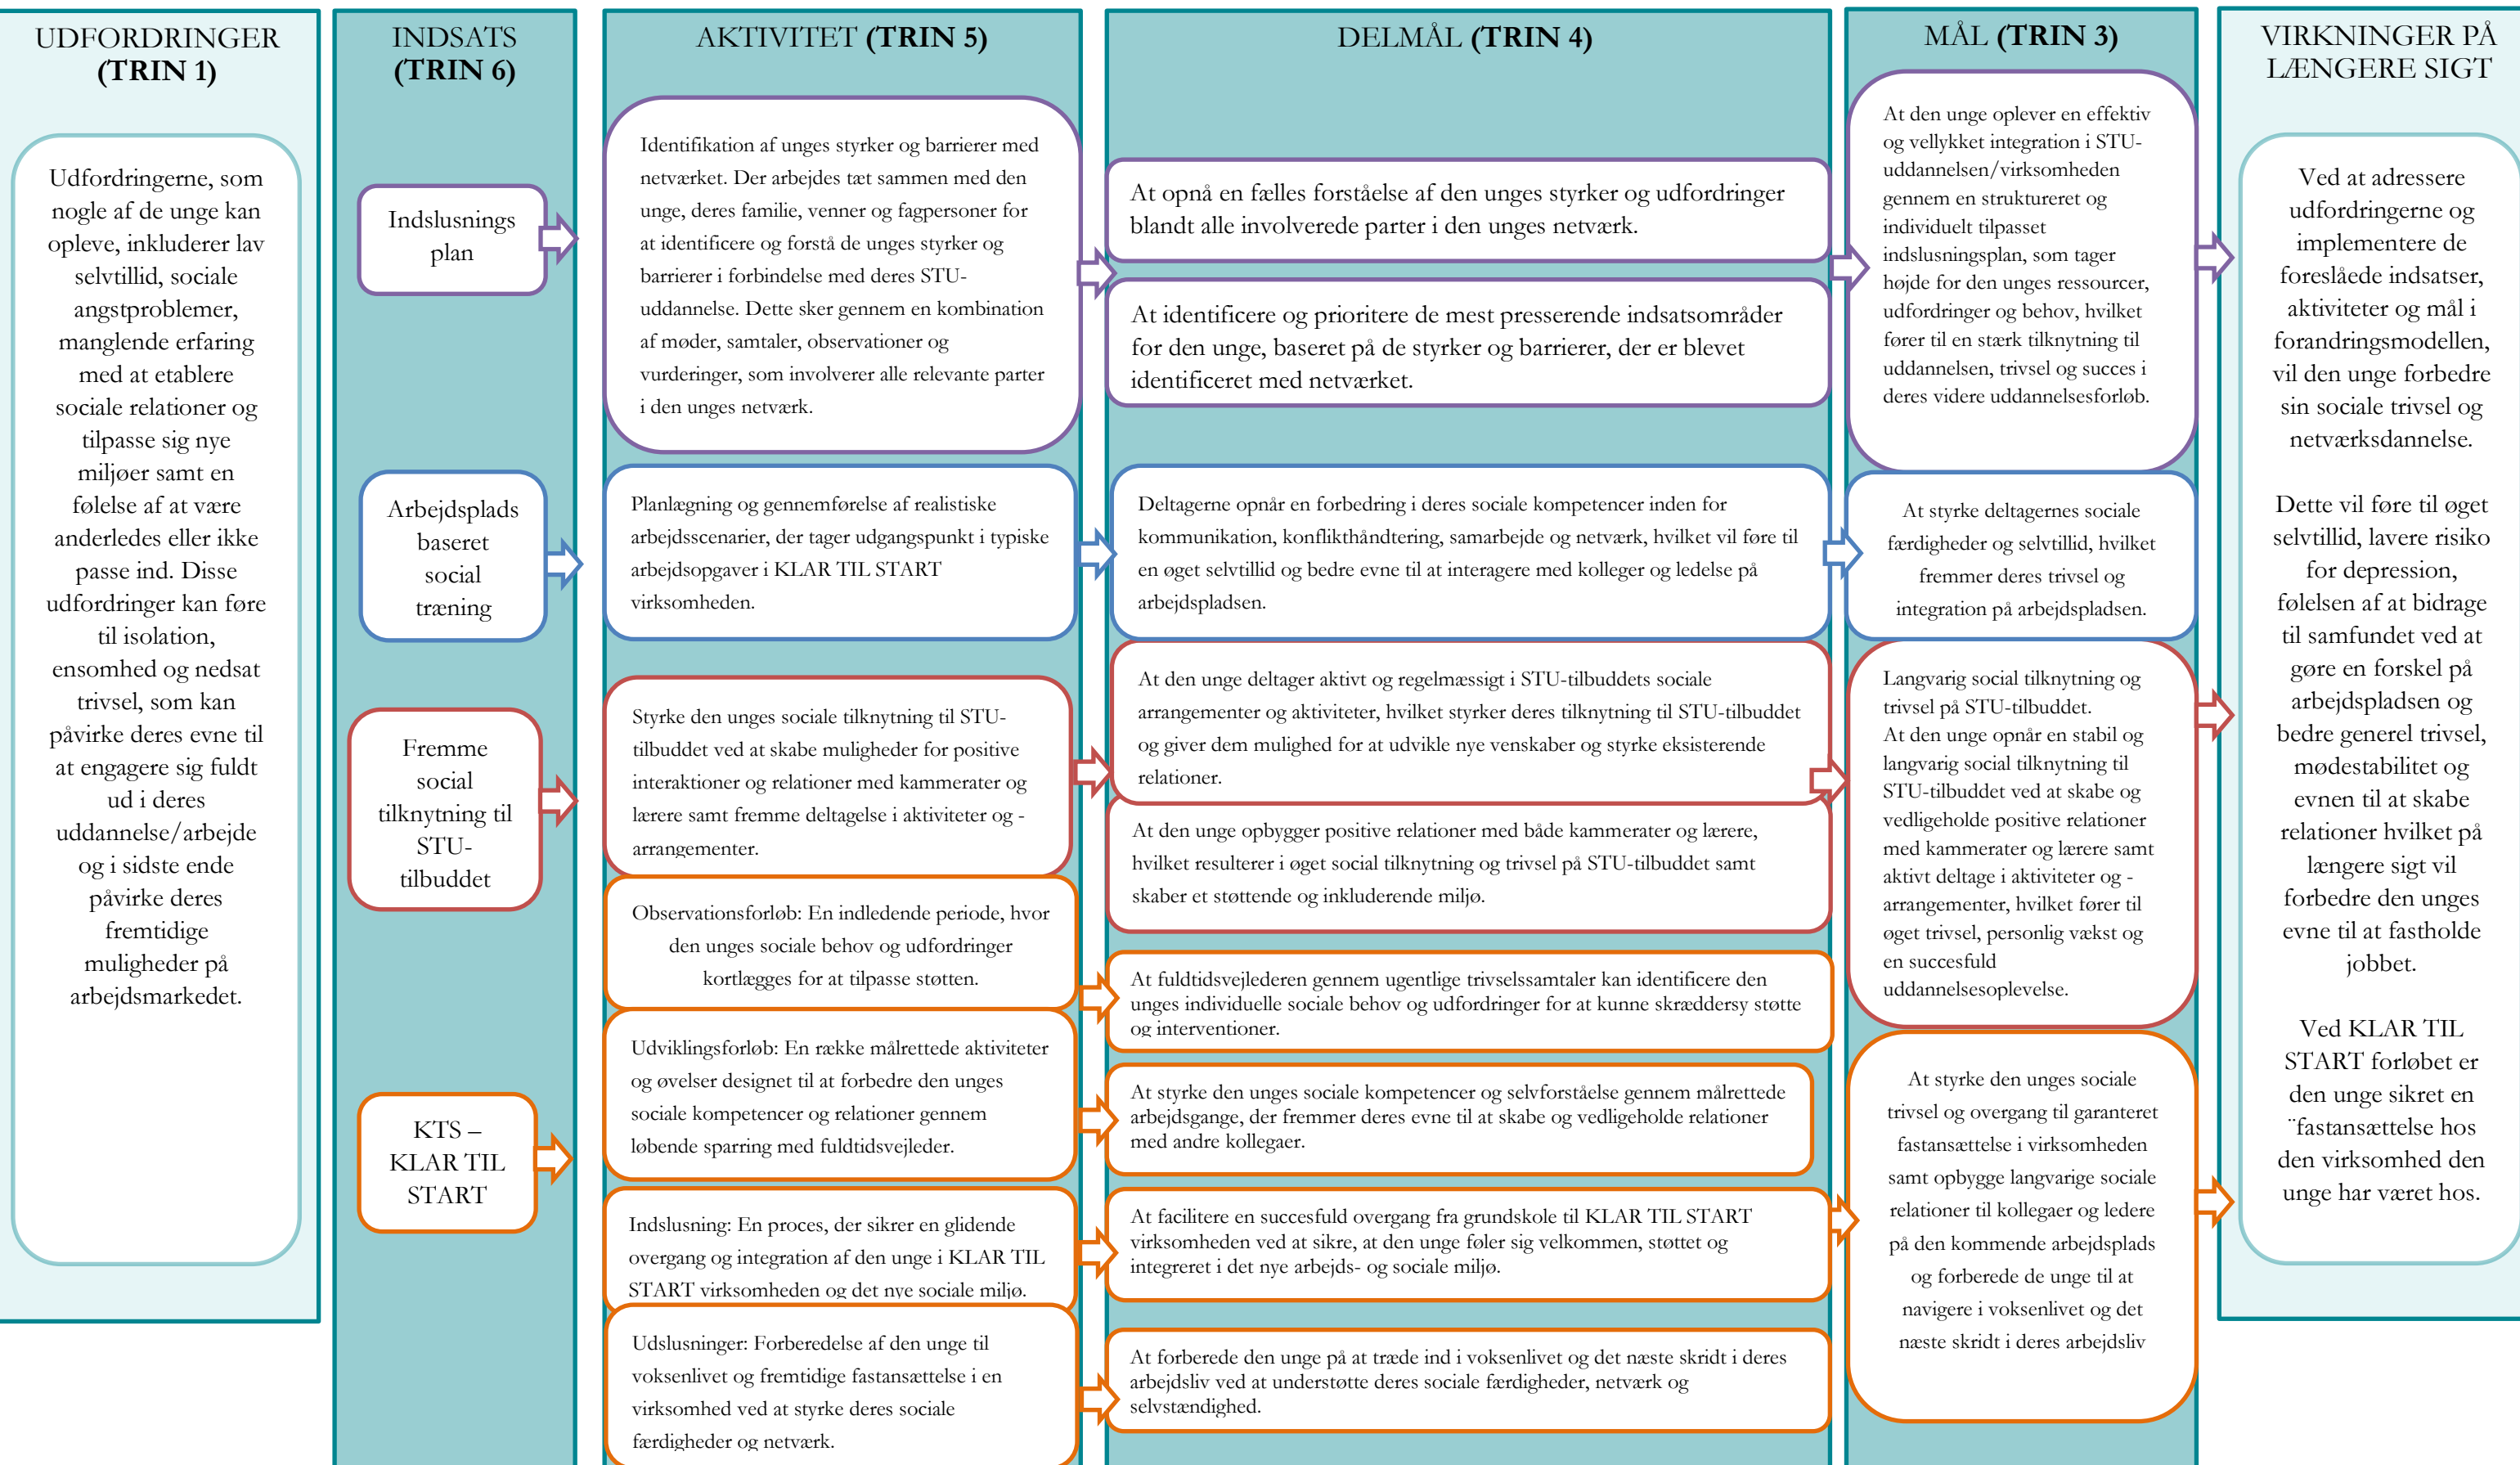 UDFORDRINGER
(TRIN 1)
Udfordringerne, som
nogle af de unge kan
opleve, inkluderer lav
selvtillid, sociale
angstproblemer,
manglende erfaring
med at etablere
sociale relationer og
tilpasse sig nye
miljøer samt en
følelse af at være
anderledes eller ikke
passe ind. Disse
udfordringer kan føre
til isolation,
ensomhed og nedsat
trivsel, som kan
påvirke deres evne til
at engagere sig fuldt
ud i deres
uddannelse/arbejde
og i sidste ende
påvirke deres
fremtidige
muligheder på
arbejdsmarkedet.
INDSATS
(TRIN 6)
Indslusnings
plan
Arbejdsplads
baseret
social
træning
Fremme
social
tilknytning til
STU-
tilbuddet
KTS –
KLAR TIL
START
AKTIVITET (TRIN 5)
Identifikation af unges styrker og barrierer med
netværket. Der arbejdes tæt sammen med den
unge, deres familie, venner og fagpersoner for
at identificere og forstå de unges styrker og
barrierer i forbindelse med deres STU-
uddannelse. Dette sker gennem en kombination
af møder, samtaler, observationer og
vurderinger, som involverer alle relevante parter
i den unges netværk.
Planlægning og gennemførelse af realistiske
arbejdsscenarier, der tager udgangspunkt i typiske
arbejdsopgaver i KLAR TIL START
virksomheden.
Styrke den unges sociale tilknytning til STU-
tilbuddet ved at skabe muligheder for positive
interaktioner og relationer med kammerater og
lærere samt fremme deltagelse i aktiviteter og -
arrangementer.
Observationsforløb: En indledende periode, hvor
den unges sociale behov og udfordringer
kortlægges for at tilpasse støtten.
Udviklingsforløb: En række målrettede aktiviteter
og øvelser designet til at forbedre den unges
sociale kompetencer og relationer gennem
løbende sparring med fuldtidsvejleder.
Indslusning: En proces, der sikrer en glidende
overgang og integration af den unge i KLAR TIL
START virksomheden og det nye sociale miljø.
Udslusninger: Forberedelse af den unge til
voksenlivet og fremtidige fastansættelse i en
virksomhed ved at styrke deres sociale
færdigheder og netværk.
DELMÅL (TRIN 4)
At opnå en fælles forståelse af den unges styrker og udfordringer
blandt alle involverede parter i den unges netværk.
At identificere og prioritere de mest presserende indsatsområder
for den unge, baseret på de styrker og barrierer, der er blevet
identificeret med netværket.
Deltagerne opnår en forbedring i deres sociale kompetencer inden for
kommunikation, konflikthåndtering, samarbejde og netværk, hvilket vil føre til
en øget selvtillid og bedre evne til at interagere med kolleger og ledelse på
arbejdspladsen.
At den unge deltager aktivt og regelmæssigt i STU-tilbuddets sociale
arrangementer og aktiviteter, hvilket styrker deres tilknytning til STU-tilbuddet
og giver dem mulighed for at udvikle nye venskaber og styrke eksisterende
relationer.
At den unge opbygger positive relationer med både kammerater og lærere,
hvilket resulterer i øget social tilknytning og trivsel på STU-tilbuddet samt
skaber et støttende og inkluderende miljø.
At fuldtidsvejlederen gennem ugentlige trivselssamtaler kan identificere den
unges individuelle sociale behov og udfordringer for at kunne skræddersy støtte
og interventioner.
At styrke den unges sociale kompetencer og selvforståelse gennem målrettede
arbejdsgange, der fremmer deres evne til at skabe og vedligeholde relationer
med andre kollegaer.
At facilitere en succesfuld overgang fra grundskole til KLAR TIL START
virksomheden ved at sikre, at den unge føler sig velkommen, støttet og
integreret i det nye arbejds- og sociale miljø.
At forberede den unge på at træde ind i voksenlivet og det næste skridt i deres
arbejdsliv ved at understøtte deres sociale færdigheder, netværk og
selvstændighed.
MÅL (TRIN 3)
At den unge oplever en effektiv
og vellykket integration i STU-
uddannelsen/virksomheden
gennem en struktureret og
individuelt tilpasset
indslusningsplan, som tager
højde for den unges ressourcer,
udfordringer og behov, hvilket
fører til en stærk tilknytning til
uddannelsen, trivsel og succes i
deres videre uddannelsesforløb.
At styrke deltagernes sociale
færdigheder og selvtillid, hvilket
fremmer deres trivsel og
integration på arbejdspladsen.
Langvarig social tilknytning og
trivsel på STU-tilbuddet.
At den unge opnår en stabil og
langvarig social tilknytning til
STU-tilbuddet ved at skabe og
vedligeholde positive relationer
med kammerater og lærere samt
aktivt deltage i aktiviteter og -
arrangementer, hvilket fører til
øget trivsel, personlig vækst og
en succesfuld
uddannelsesoplevelse.
At styrke den unges sociale
trivsel og overgang til garanteret
fastansættelse i virksomheden
samt opbygge langvarige sociale
relationer til kollegaer og ledere
på den kommende arbejdsplads
og forberede de unge til at
navigere i voksenlivet og det
næste skridt i deres arbejdsliv
VIRKNINGER PÅ
LÆNGERE SIGT
Ved at adressere
udfordringerne og
implementere de
foreslåede indsatser,
aktiviteter og mål i
forandringsmodellen,
vil den unge forbedre
sin sociale trivsel og
netværksdannelse.
Dette vil føre til øget
selvtillid, lavere risiko
for depression,
følelsen af at bidrage
til samfundet ved at
gøre en forskel på
arbejdspladsen og
bedre generel trivsel,
mødestabilitet og
evnen til at skabe
relationer hvilket på
længere sigt vil
forbedre den unges
evne til at fastholde
jobbet.
Ved KLAR TIL
START forløbet er
den unge sikret en
¨fastansættelse hos
den virksomhed den
unge har været hos.